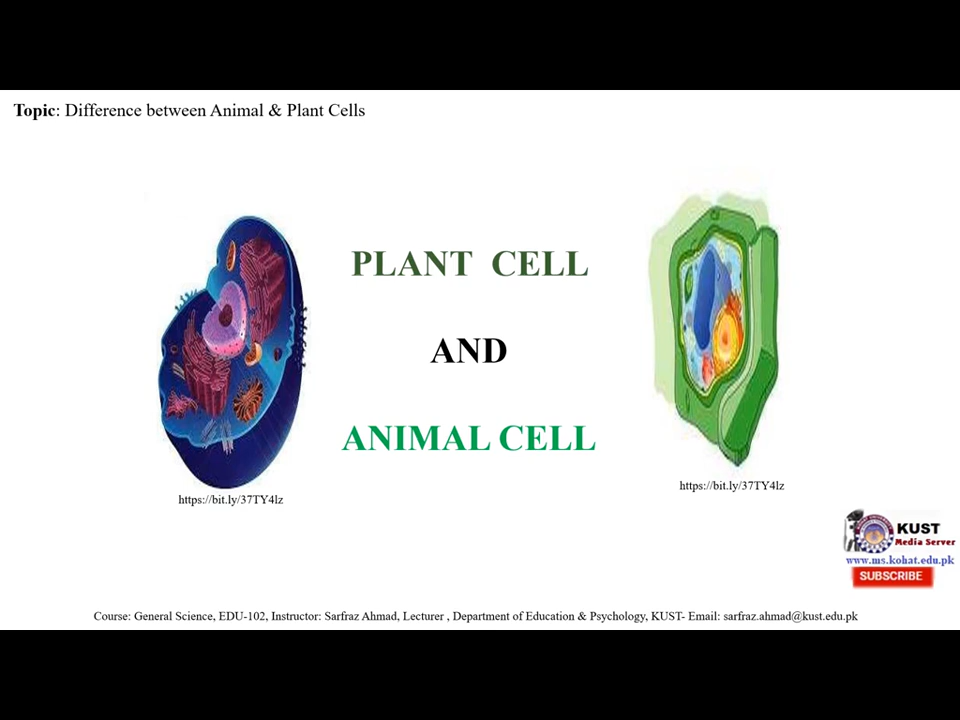 Topic: Difference between Animal & Plant Cells
PLANT CELL
AND
ANIMAL CELL
https://bit.ly/37TY4lz
https://bit.ly/37TY4lz
KUST
Media Server
www.ms.kohat.edu.pk
SUBSCRIBE
Course: General Science, EDU-102, Instructor: Sarfraz Ahmad, Lecturer , Department of Education & Psychology, KUST- Email: sarfraz.ahmad@kust.edu.pk